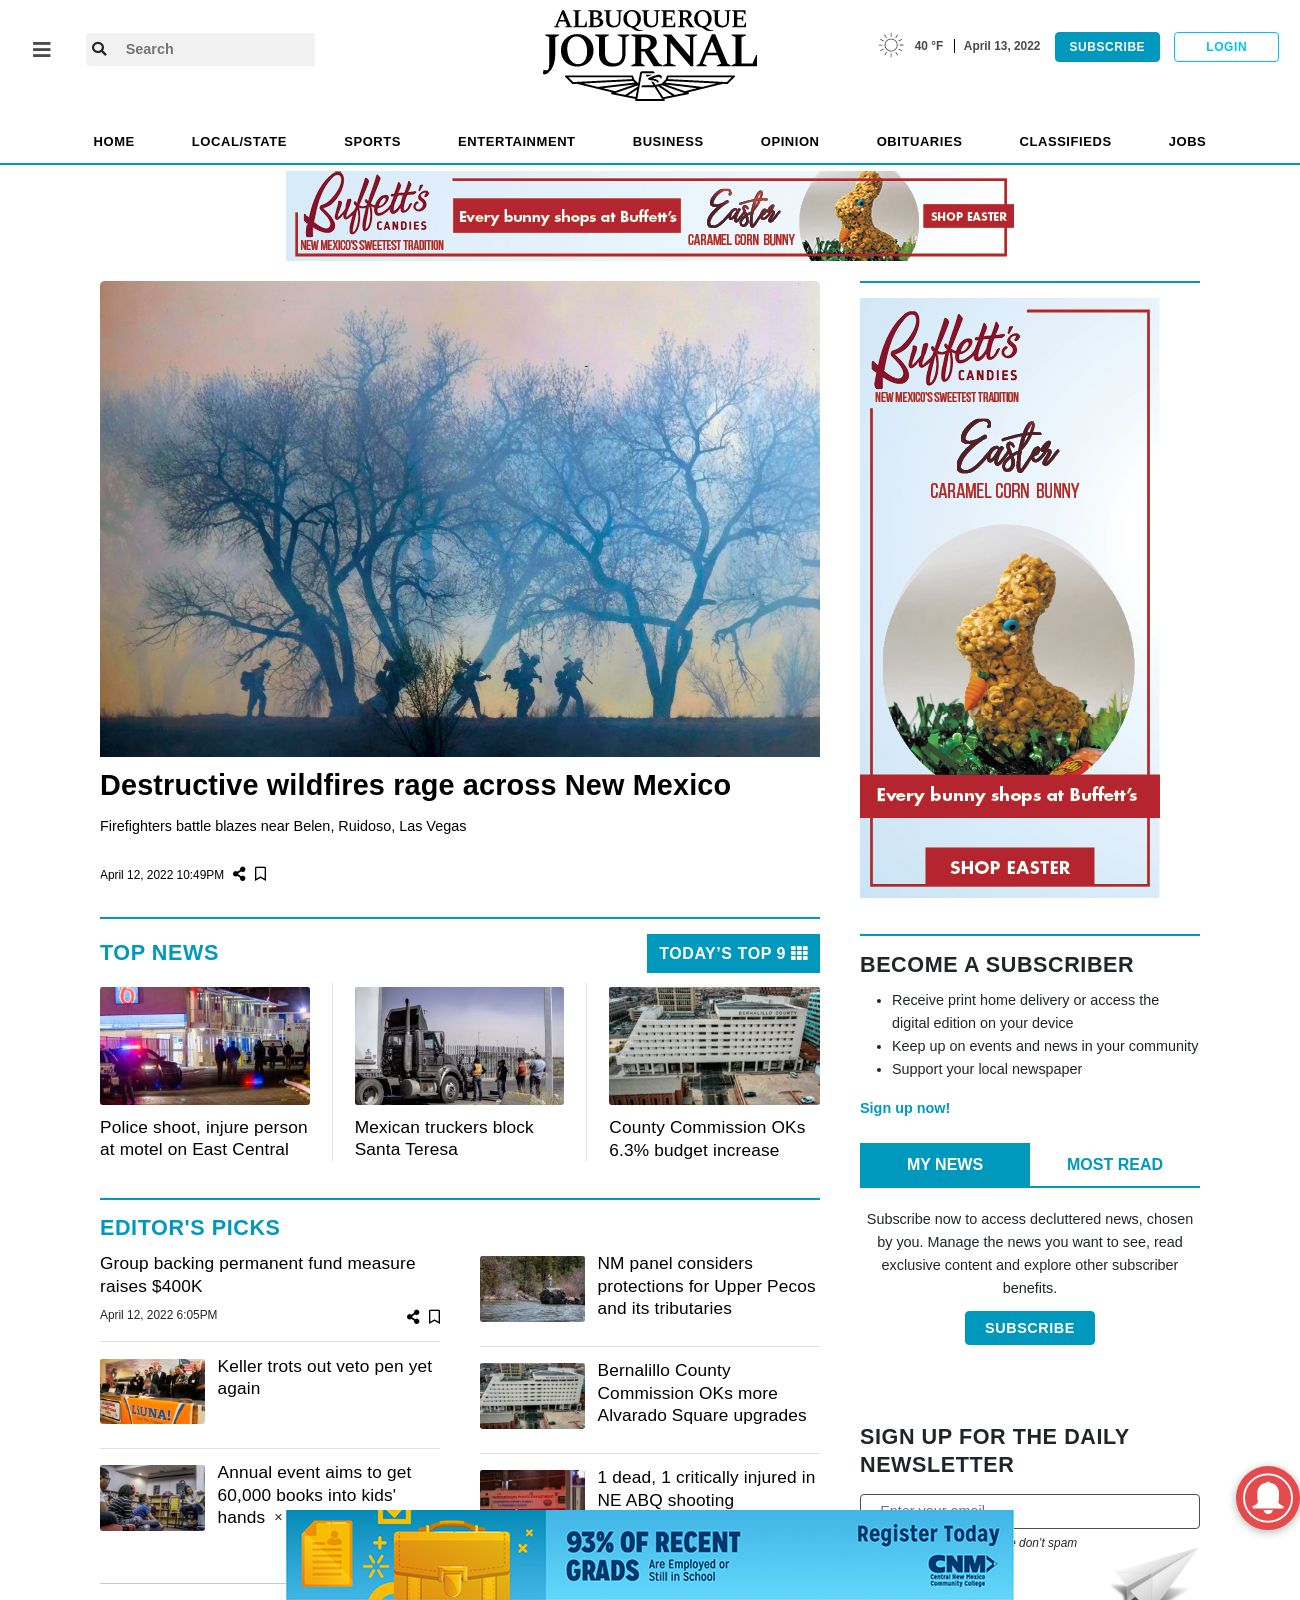 Search
ALBUQUERQUE
JOURNAL
40 °F
April 13, 2022
SUBSCRIBE
LOGIN
HOME
LOCAL/STATE
SPORTS
ENTERTAINMENT
BUSINESS
OPINION
OBITUARIES
CLASSIFIEDS
JOBS
Buffett's
CANDIES
NEW MEXICO'S SWEETEST TRADITION
Every bunny shops at Buffett's
Easter
CARAMEL CORN BUNNY
SHOP EASTER
Destructive wildfires rage across New Mexico
Firefighters battle blazes near Belen, Ruidoso, Las Vegas
April 12, 2022 10:49PM
Buffett's
CANDIES
NEW MEXICO'S SWEETEST TRADITION
Easter
CARAMEL CORN BUNNY
Every bunny shops at Buffett's
SHOP EASTER
TOP NEWS
TODAY'S TOP 9
6
BERNALILLO COUNTY
Police shoot, injure person
at motel on East Central
Mexican truckers block
Santa Teresa
County Commission OKs
6.3% budget increase
EDITOR'S PICKS
Group backing permanent fund measure
raises $400K
April 12, 2022 6:05PM
LiUNA!
Keller trots out veto pen yet
again
Annual event aims to get
60,000 books into kids'
hands
NM panel considers
protections for Upper Pecos
and its tributaries
Bernalillo County
Commission OKs more
Alvarado Square upgrades
1 dead, 1 critically injured in
NE ABQ shooting
BECOME A SUBSCRIBER
• Receive print home delivery or access the
digital edition on your device
• Keep up on events and news in your community
• Support your local newspaper
Sign up now!
MY NEWS
MOST READ
Subscribe now to access decluttered news, chosen
by you. Manage the news you want to see, read
exclusive content and explore other subscriber
benefits.
SUBSCRIBE
SIGN UP FOR THE DAILY
NEWSLETTER
Enter your email
don't spam
×
93% OF RECENT
GRADS
Are Employed or
Still in School
Register Today
CNM
Central New Mexico
Community College